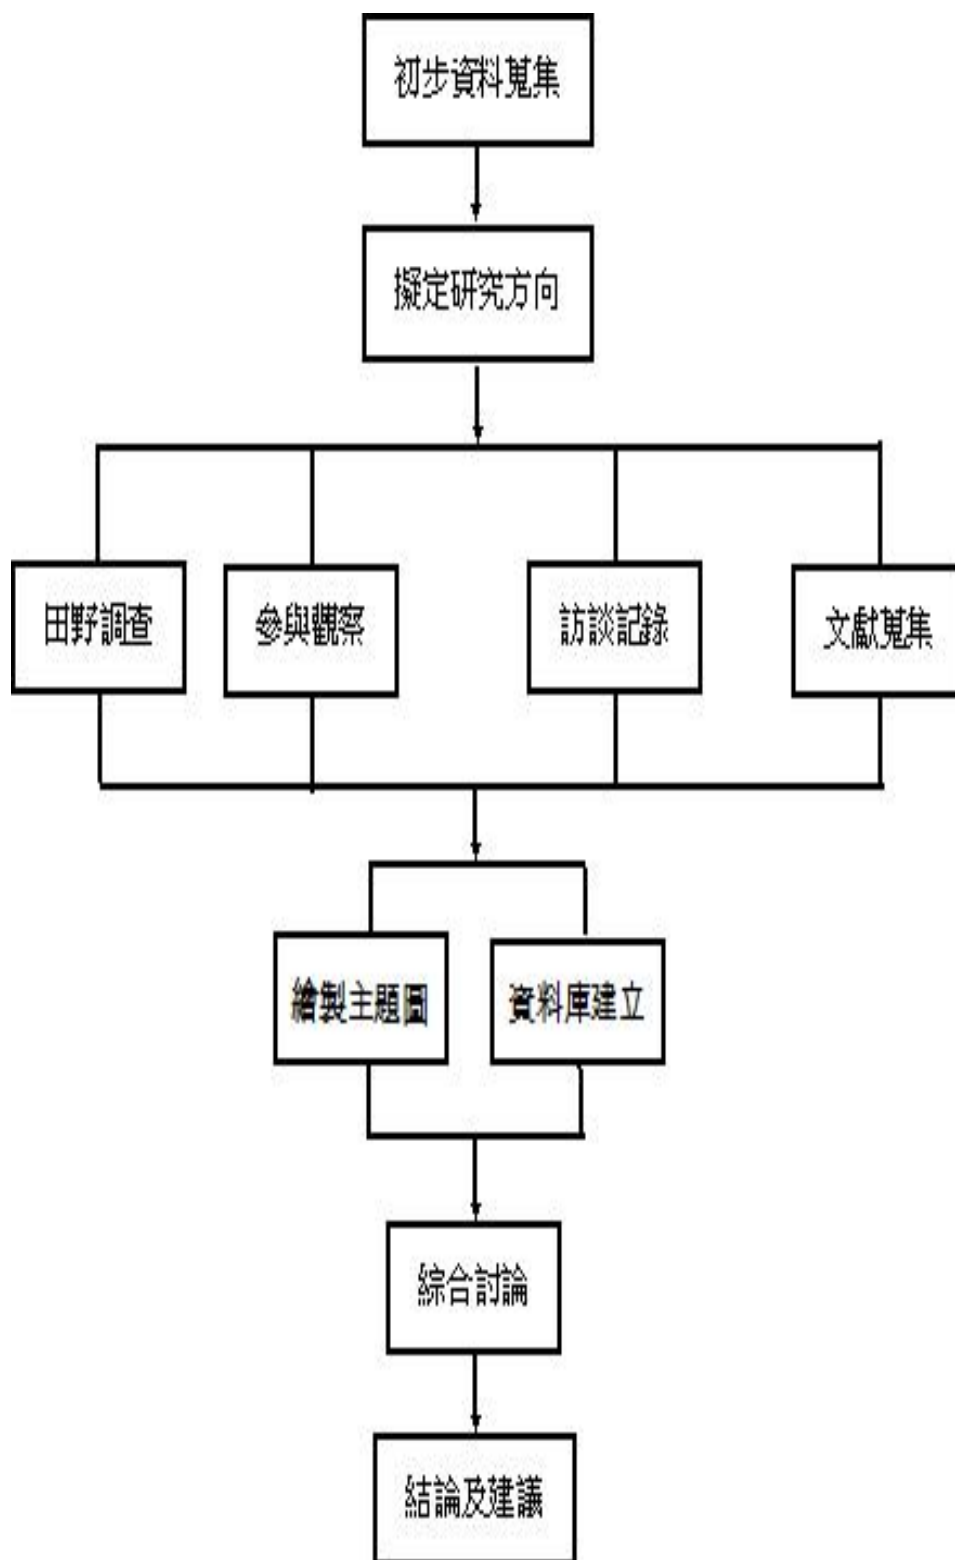 初步資料蒐集
擬定研究方向
田野調查
參與觀察
訪談記錄
文獻蒐集
繪製主題圖
資料庫建立
綜合討論
結論及建議